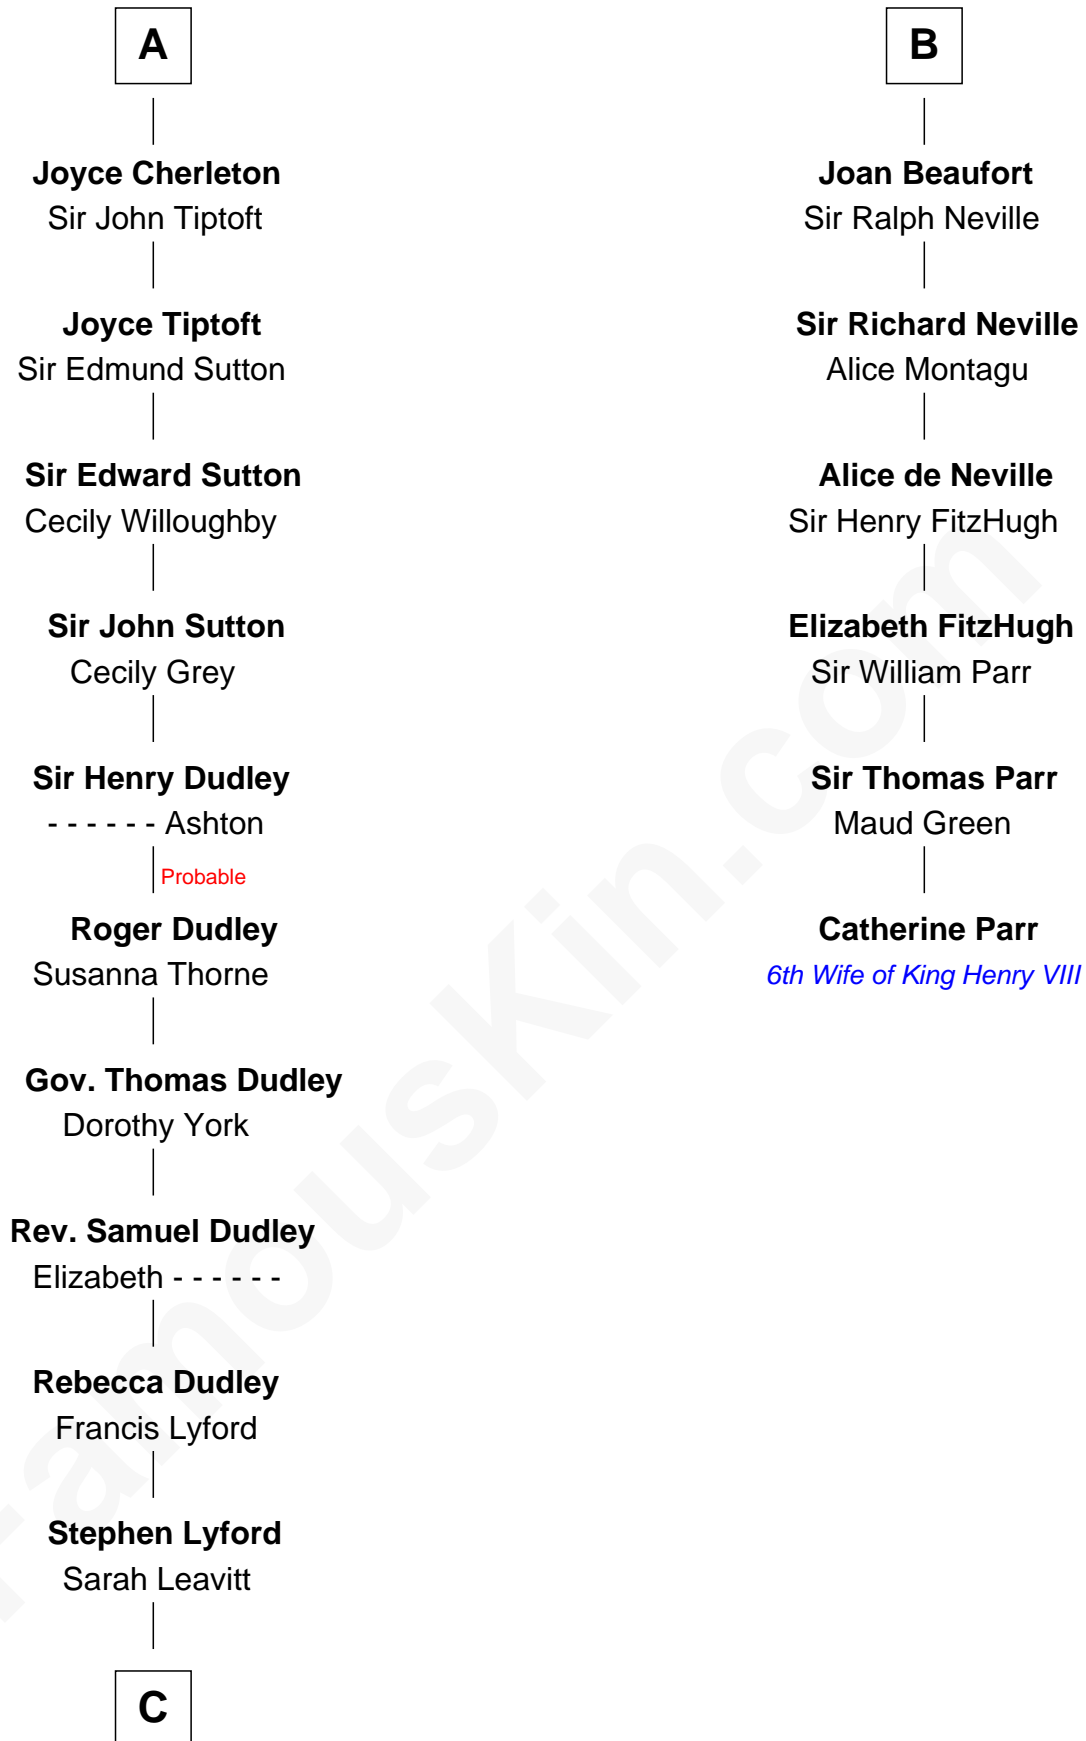 A
Joyce Cherleton
Sir John Tiptoft
Joyce Tiptoft
Sir Edmund Sutton
Sir Edward Sutton
Cecily Willoughby
Sir John Sutton
Cecily Grey
Sir Henry Dudley
- - - - - - Ashton
Probable
Roger Dudley
Susanna Thorne
Gov. Thomas Dudley
Dorothy York
Rev. Samuel Dudley
Elizabeth - - - - - -
Rebecca Dudley
Francis Lyford
Stephen Lyford
Sarah Leavitt
C
B
Joan Beaufort
Sir Ralph Neville
Sir Richard Neville
Alice Montagu
Alice de Neville
Sir Henry FitzHugh
Elizabeth FitzHugh
Sir William Parr
Sir Thomas Parr
Maud Green
Catherine Parr
6th Wife of King Henry VIII
FamousKin.com